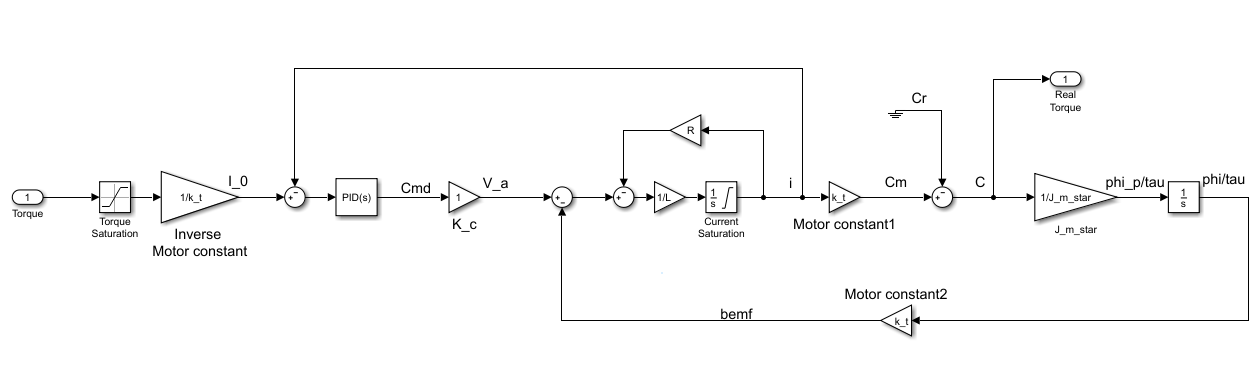 Cr
1
Real
Torque
R
1
Torque
Torque
Saturation
1/k_t
I_0
Inverse
Motor constant
+
−
PID(s)
Cmd
1
K_c
V_a
+
−
+
−
1/L
1
s
Current
Saturation
i
k_t
Motor constant1
Cm
+
−
C
1/J_m_star
J_m_star
phi_p/tau
1
s
phi/tau
Motor constant2
k_t
bemf